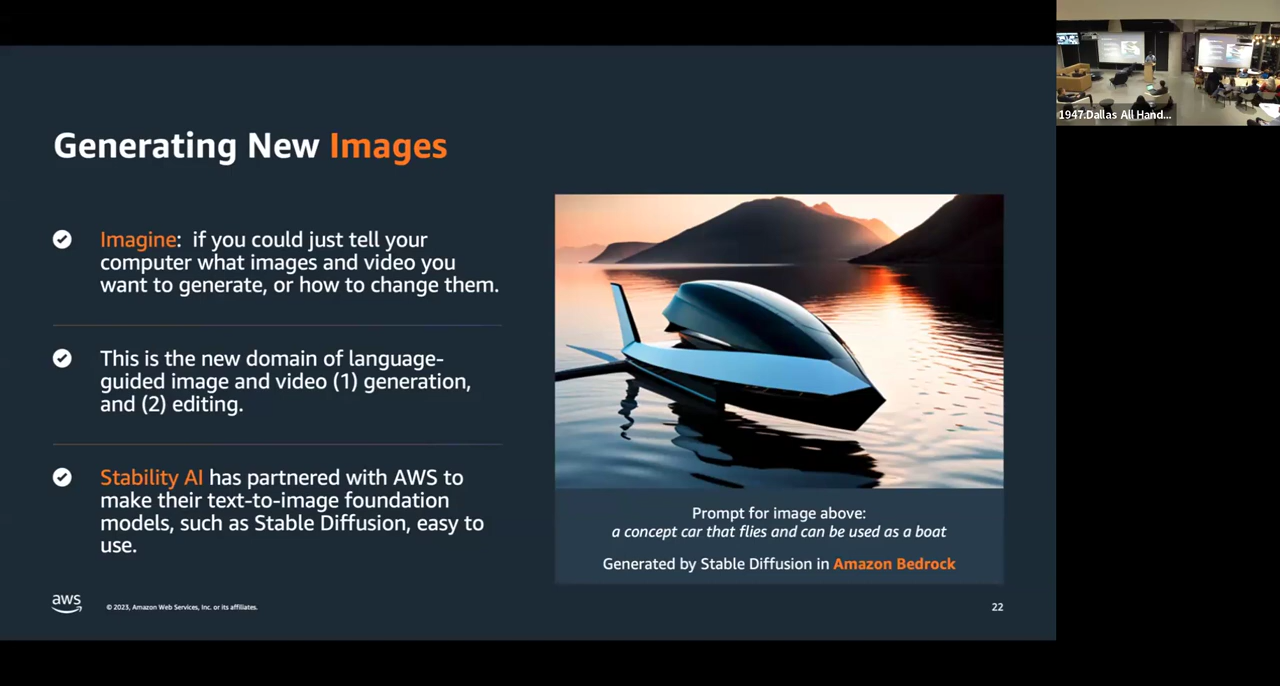 Generating New Images
Imagine: if you could just tell your
computer what images and video you
want to generate, or how to change them.
This is the new domain of language-
guided image and video (1) generation,
and (2) editing.
Stability AI has partnered with AWS to
make their text-to-image foundation
models, such as Stable Diffusion, easy to
use.
Prompt for image above:
a concept car that flies and can be used as a boat
Generated by Stable Diffusion in Amazon Bedrock
aws
© 2023, Amazon Web Services, Inc. or its affiliates.
22
1947.Dallas All Hand...